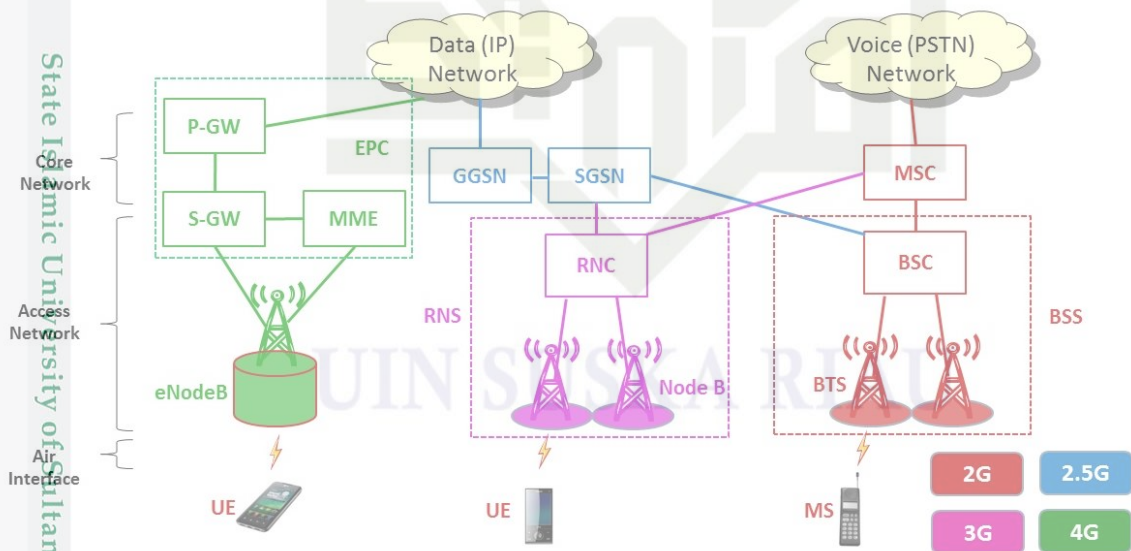 State Islamic University of Sultan
Data (IP)
Network
Voice (PSTN)
Network
P-GW
EPC
Core
Network
GGSN
SGSN
MSC
S-GW
MME
RNC
BSC
Access
Network
RNS
BSS
eNodeB
Node B
BTS
UIN SUSKA RIAU
Air
Interface
UE
UE
MS
2G
2.5G
3G
4G